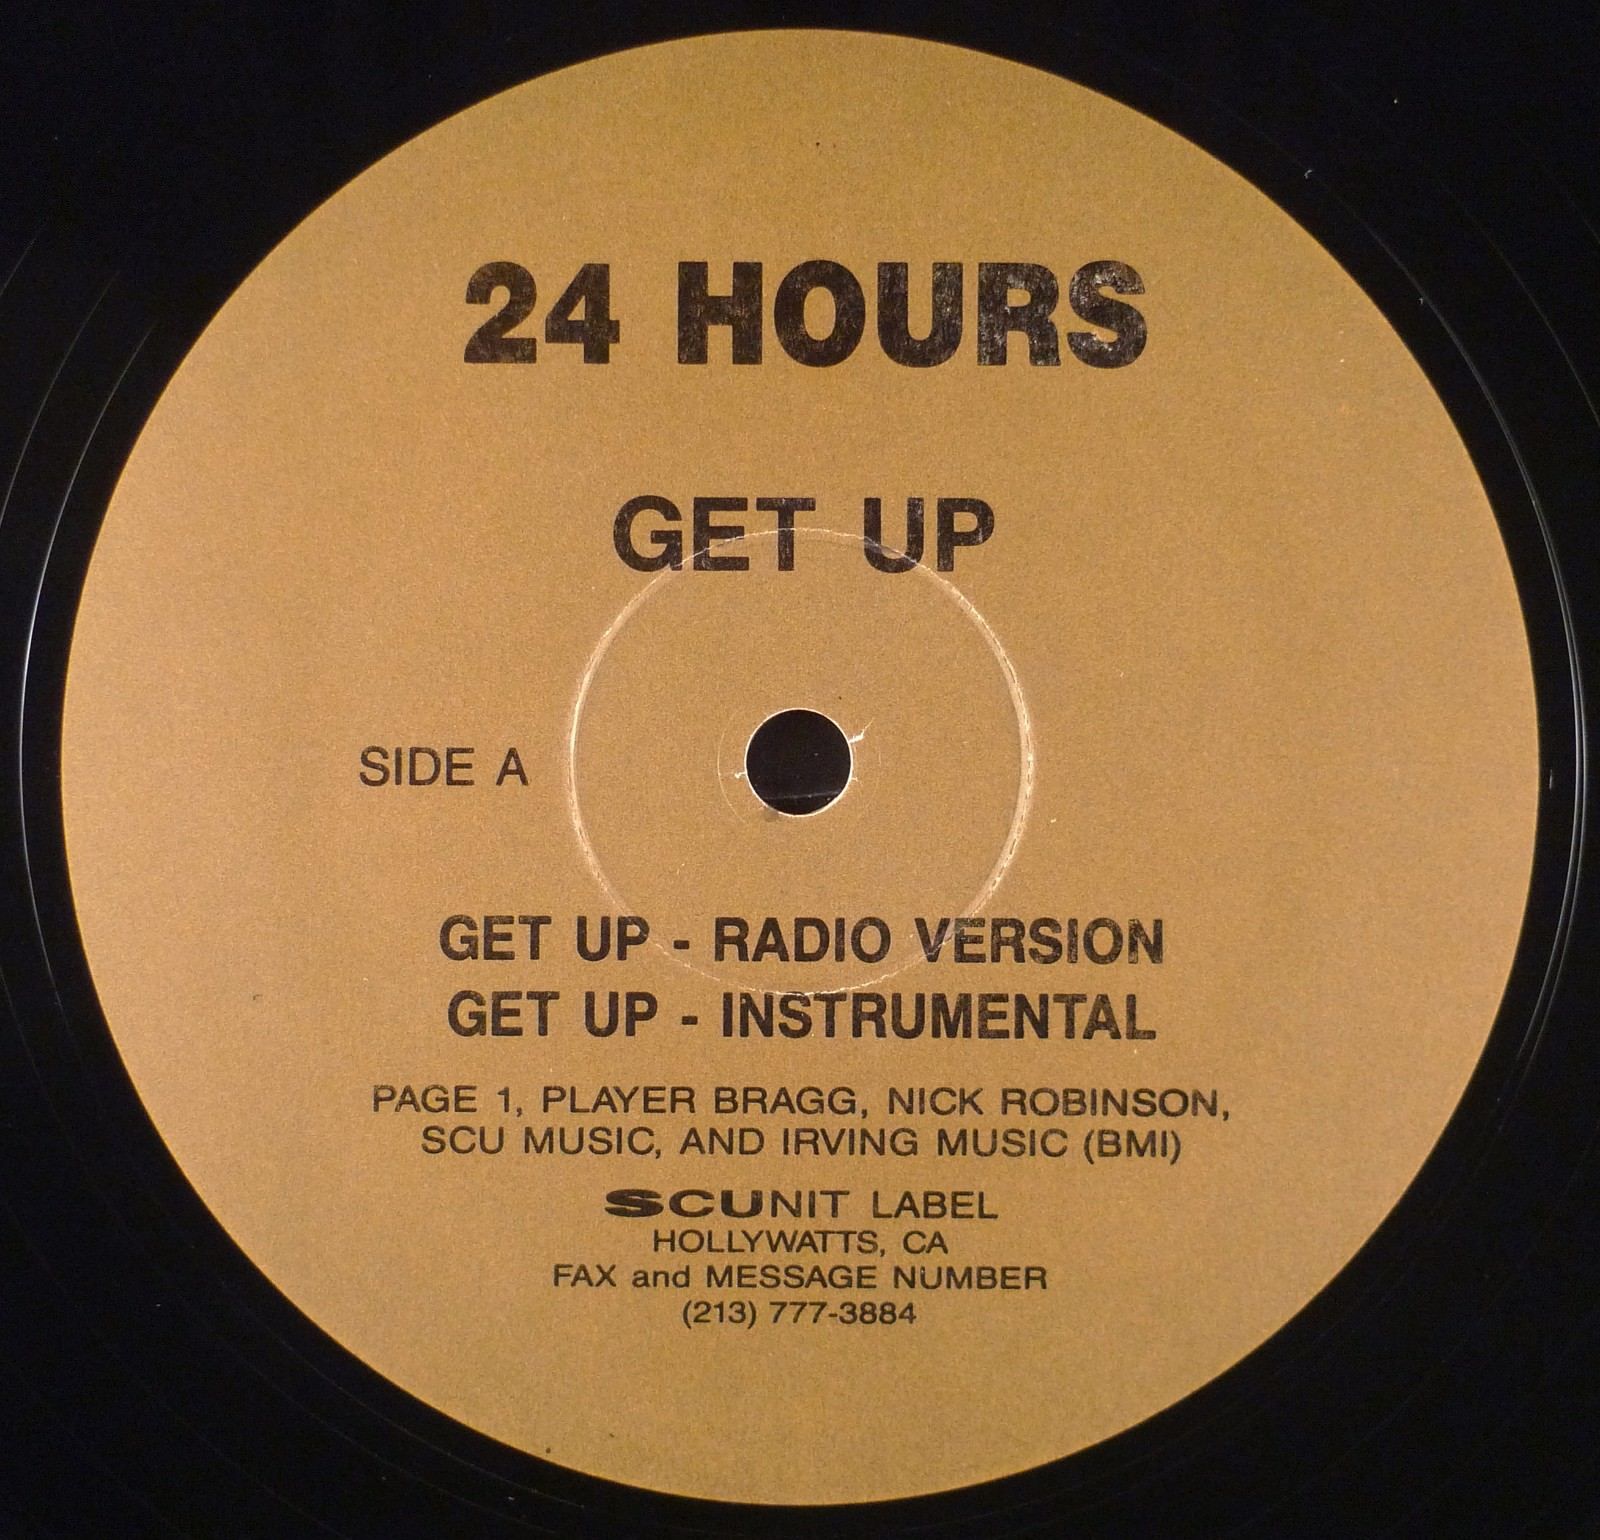 24 HOURS
GET UP
SIDE A
GET UP - RADIO VERSION
GET UP - INSTRUMENTAL
PAGE 1, PLAYER BRAGG, NICK ROBINSON,
SCU MUSIC, AND IRVING MUSIC (BMI)
SCUNIT LABEL
HOLLYWATTS, CA
FAX and MESSAGE NUMBER
(213) 777-3884